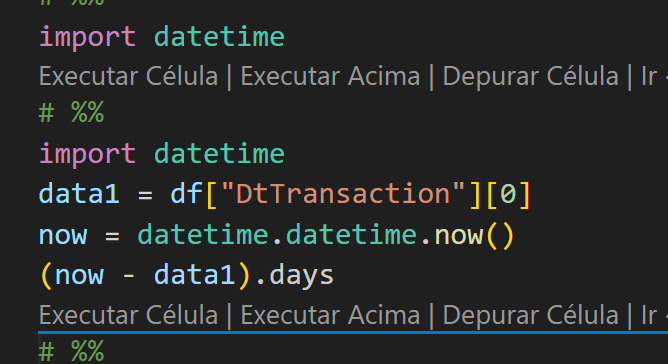 # %%
import datetime
Executar Célula | Executar Acima | Depurar Célula | Ir
# %%
import datetime
data1 = df["DtTransaction"][0]
now = datetime.datetime.now()
(now - data1).days
Executar Célula | Executar Acima | Depurar Célula | Ir
# %%